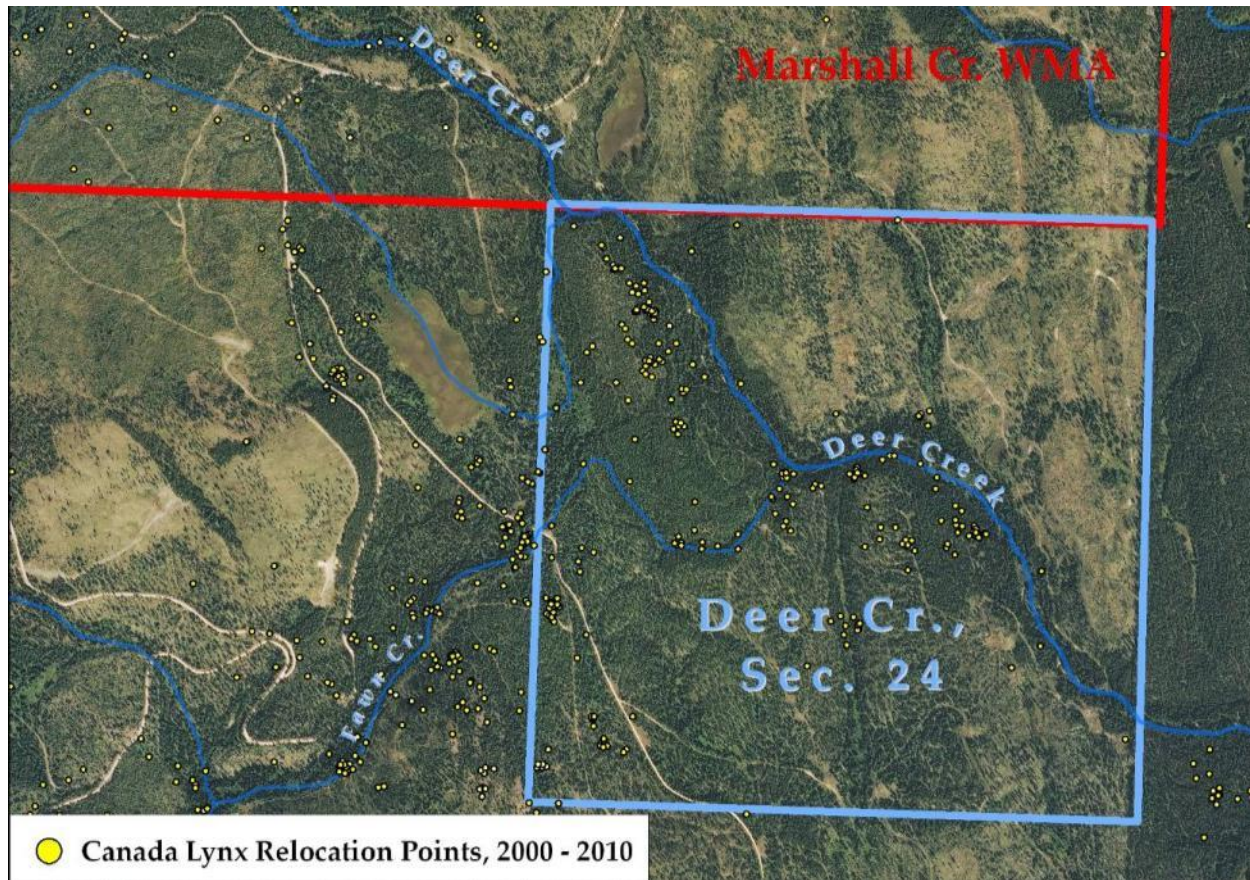 Marshall Cr. WMA
Deer Creek
Deer Creek
Deer Cr.,
Sec. 24
Fawn Cr.
Canada Lynx Relocation Points, 2000 - 2010